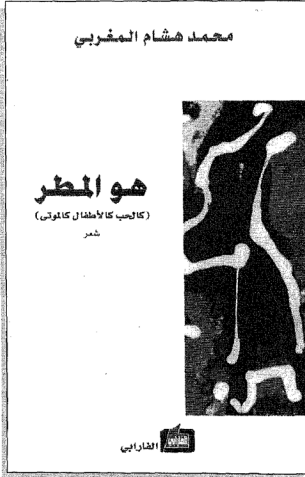 محمد هشام المغربي
هو المطر
(كالحب كالأطفال كالموتى)
شعر
الفارابي